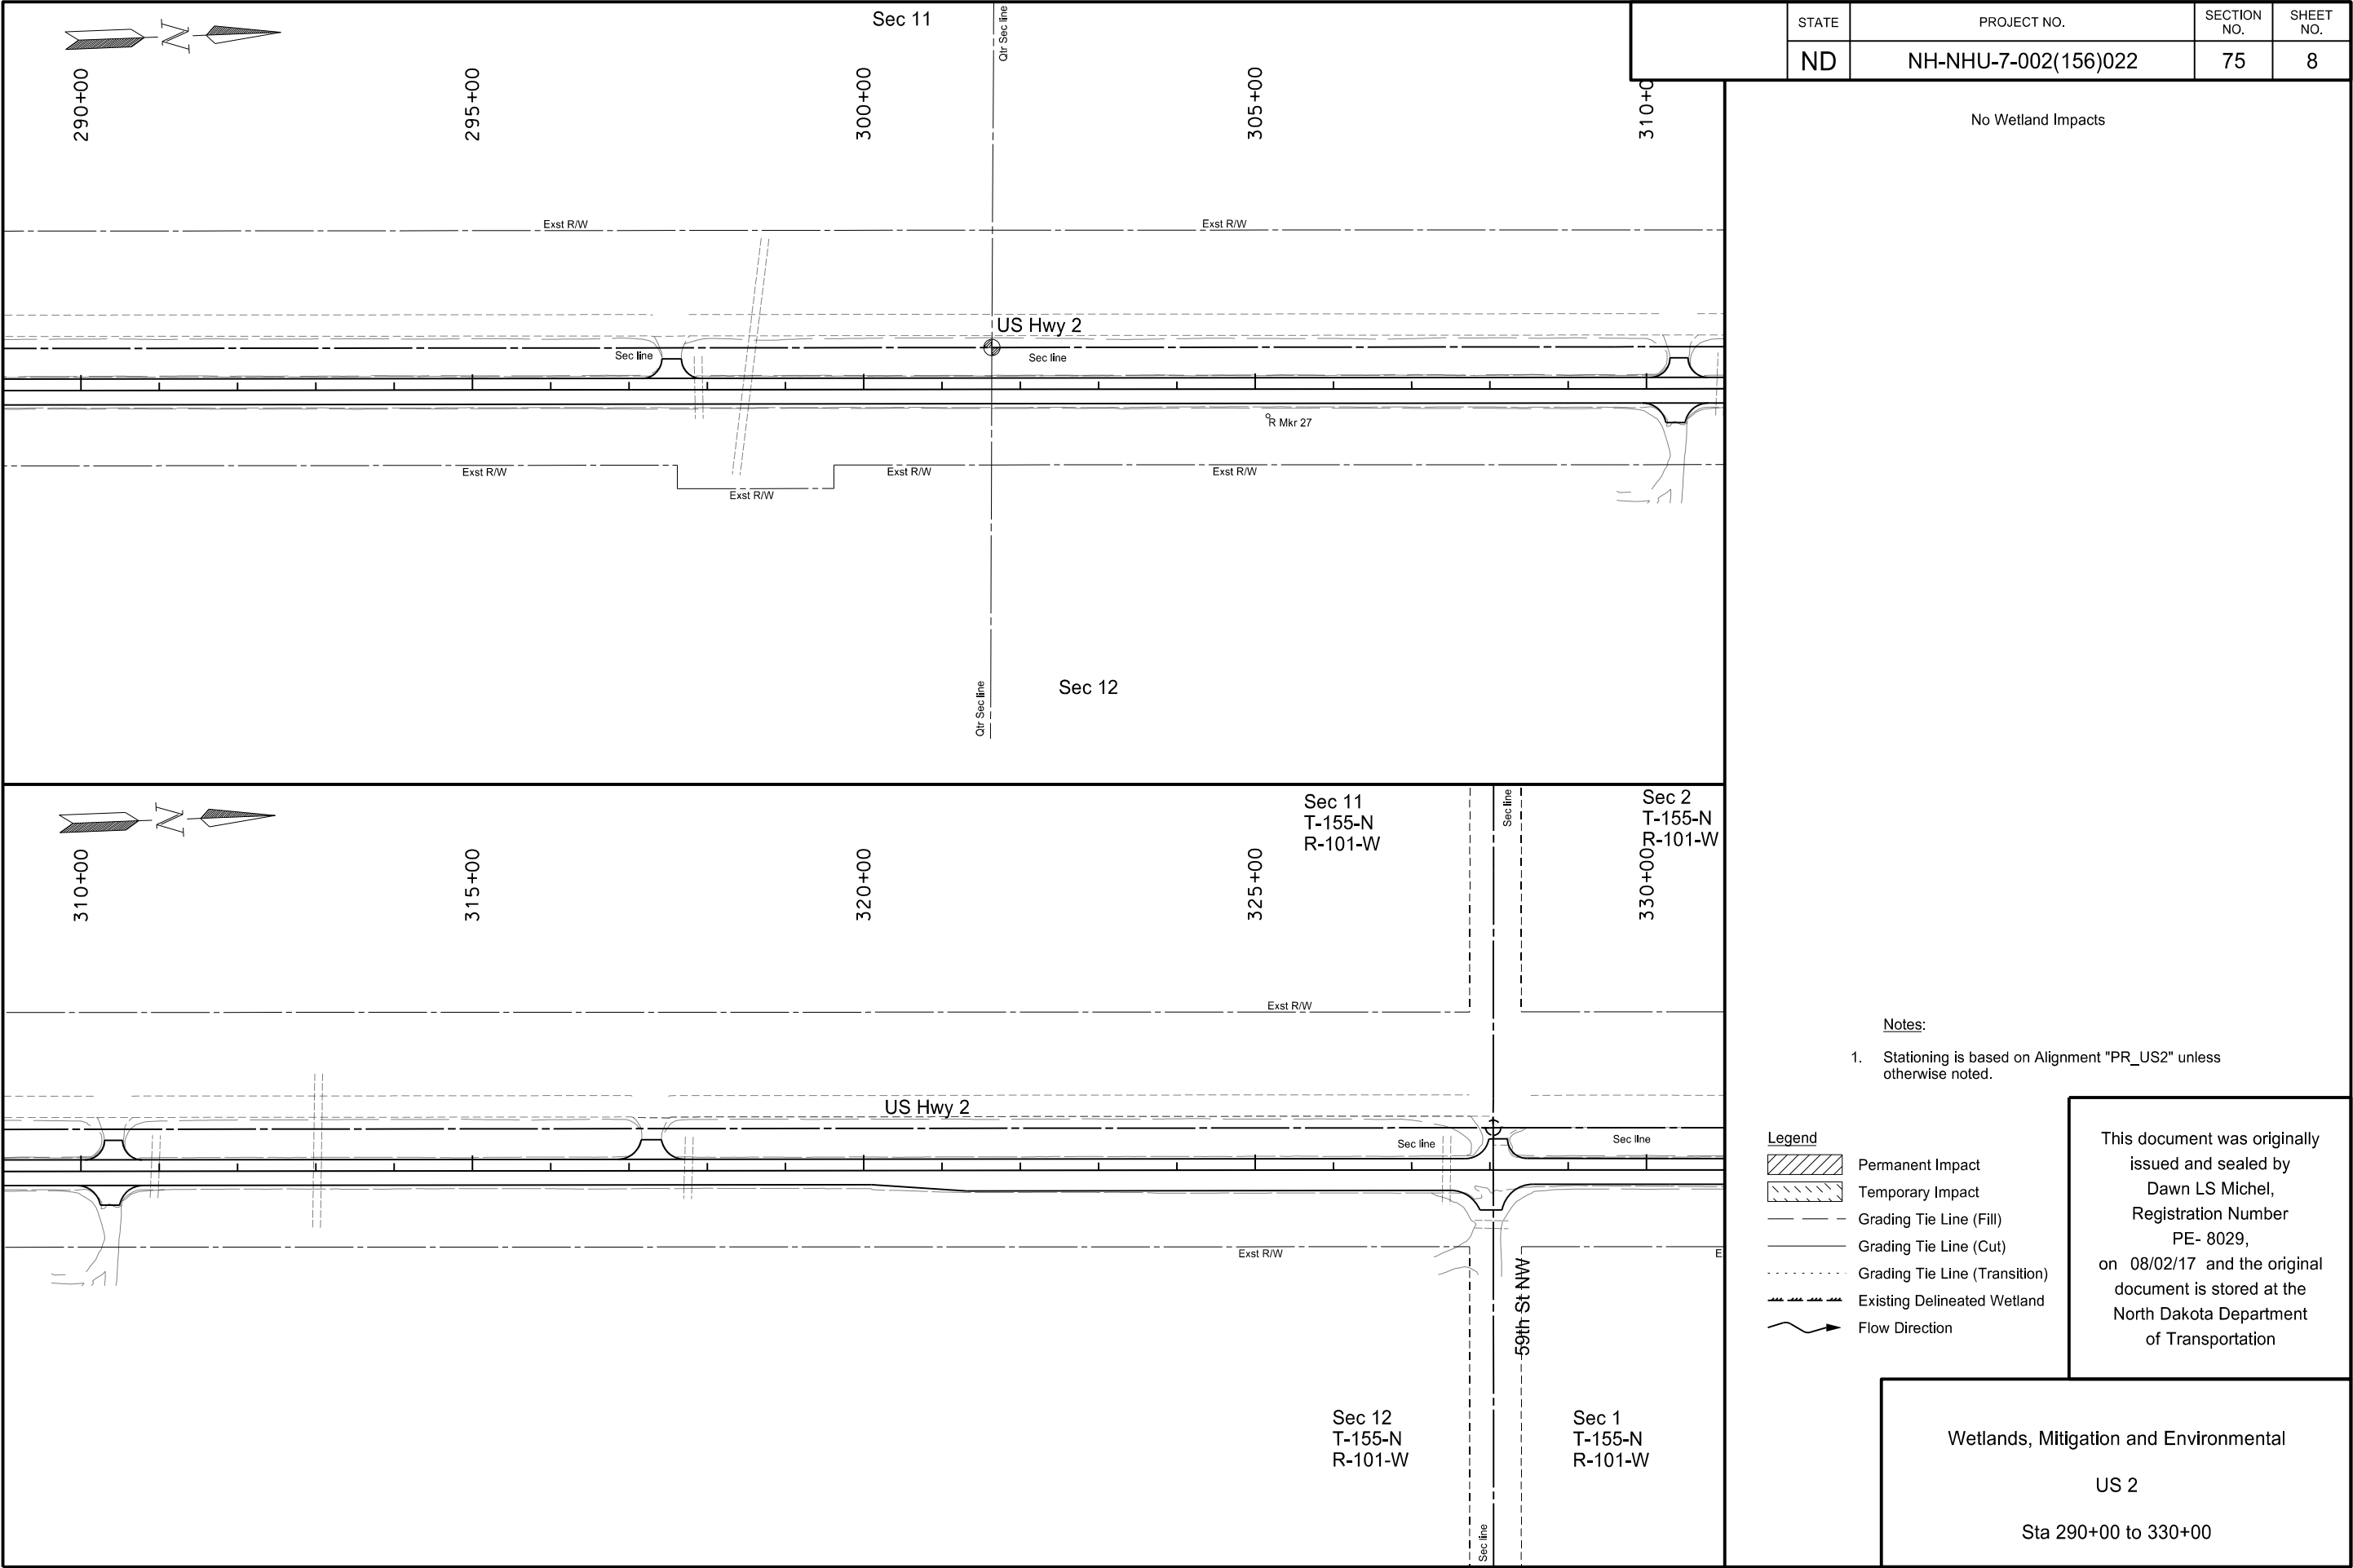 STATE
PROJECT NO.
SECTION NO.
SHEET NO.
ND
NH-NHU-7-002(156)022
75
8
No Wetland Impacts
N
Sec 11
Qtr Sec line
290+00
295+00
300+00
305+00
310+0
Exst R/W
Exst R/W
US Hwy 2
Sec line
Sec line
R Mkr 27
Exst R/W
Exst R/W
Exst R/W
Exst R/W
Qtr Sec line
Sec 12
N
Sec 11
T-155-N
R-101-W
Sec line
Sec 2
T-155-N
R-101-W
310+00
315+00
320+00
325+00
330+00
Exst R/W
US Hwy 2
Sec line
Sec line
Exst R/W
E
59th St NW
Sec 12
T-155-N
R-101-W
Sec 1
T-155-N
R-101-W
Sec line
Notes:
1. Stationing is based on Alignment "PR_US2" unless
otherwise noted.
Legend
Permanent Impact
Temporary Impact
Grading Tie Line (Fill)
Grading Tie Line (Cut)
Grading Tie Line (Transition)
Existing Delineated Wetland
Flow Direction
This document was originally
issued and sealed by
Dawn LS Michel,
Registration Number
PE- 8029,
on 08/02/17 and the original
document is stored at the
North Dakota Department
of Transportation
Wetlands, Mitigation and Environmental
US 2
Sta 290+00 to 330+00